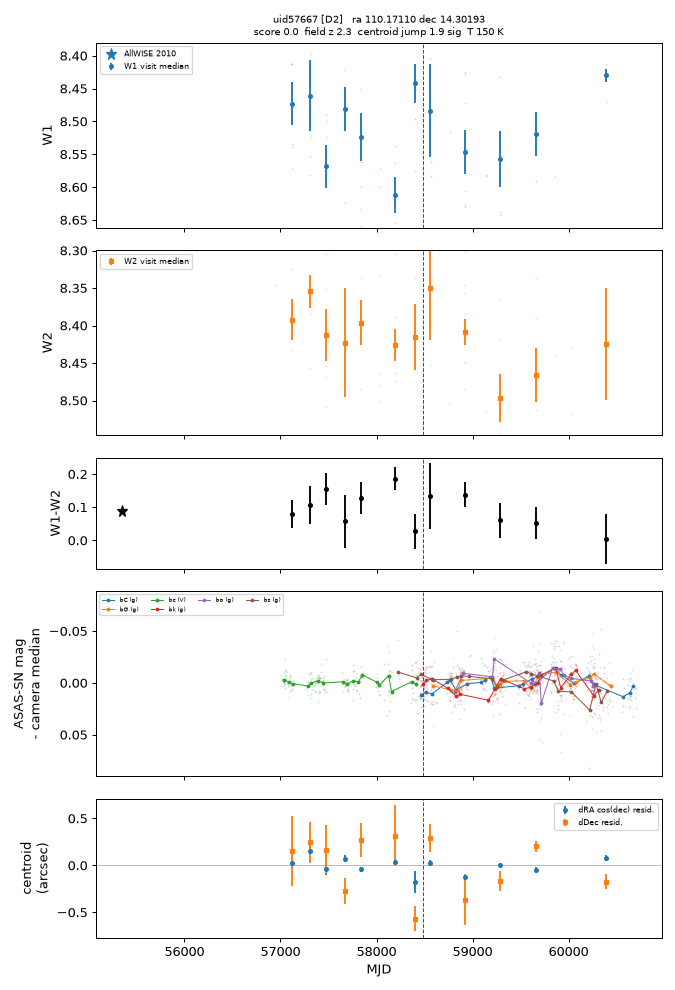 uid57667 [D2]   ra 110.17110 dec 14.30193
score 0.0  field z 2.3  centroid jump 1.9 sig  T 150 K
AllWISE 2010
W1 visit median
8.40
8.45
8.50
8.55
8.60
8.65
W1
W2 visit median
8.30
8.35
8.40
8.45
8.50
W2
0.2
0.1
0.0
W1-W2
bC (g)
bG (g)
bc (V)
bk (g)
bo (g)
bs (g)
−0.05
0.00
0.05
ASAS-SN mag
- camera median
dRA cos(dec) resid.
dDec resid.
0.5
0.0
−0.5
centroid
(arcsec)
56000
57000
58000
59000
60000
MJD